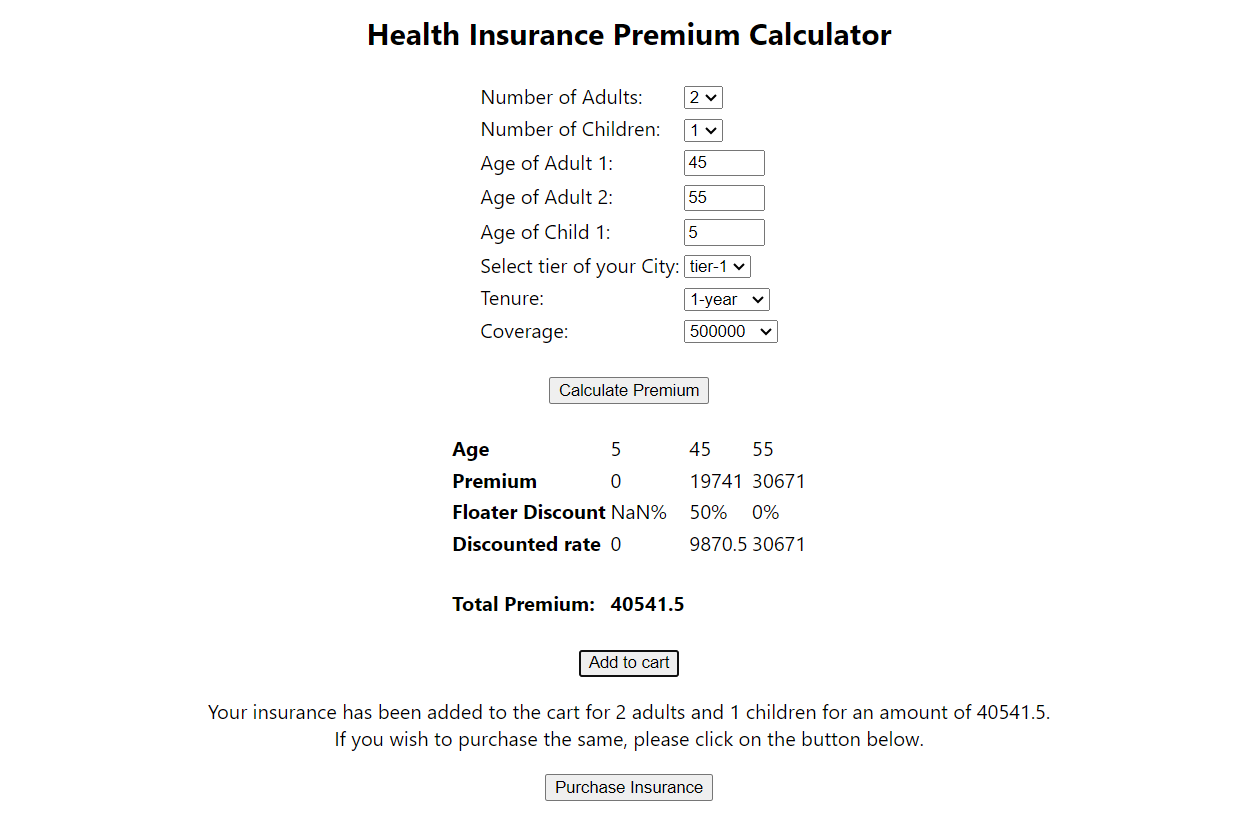 Health Insurance Premium Calculator
Number of Adults: 2
Number of Children: 1
Age of Adult 1: 45
Age of Adult 2: 55
Age of Child 1: 5
Select tier of your City: tier-1
Tenure: 1-year
Coverage: 500000
Calculate Premium
Age 5 45 55
Premium 0 19741 30671
Floater Discount NaN% 50% 0%
Discounted rate 0 9870.5 30671
Total Premium: 40541.5
Add to cart
Your insurance has been added to the cart for 2 adults and 1 children for an amount of 40541.5.
If you wish to purchase the same, please click on the button below.
Purchase Insurance